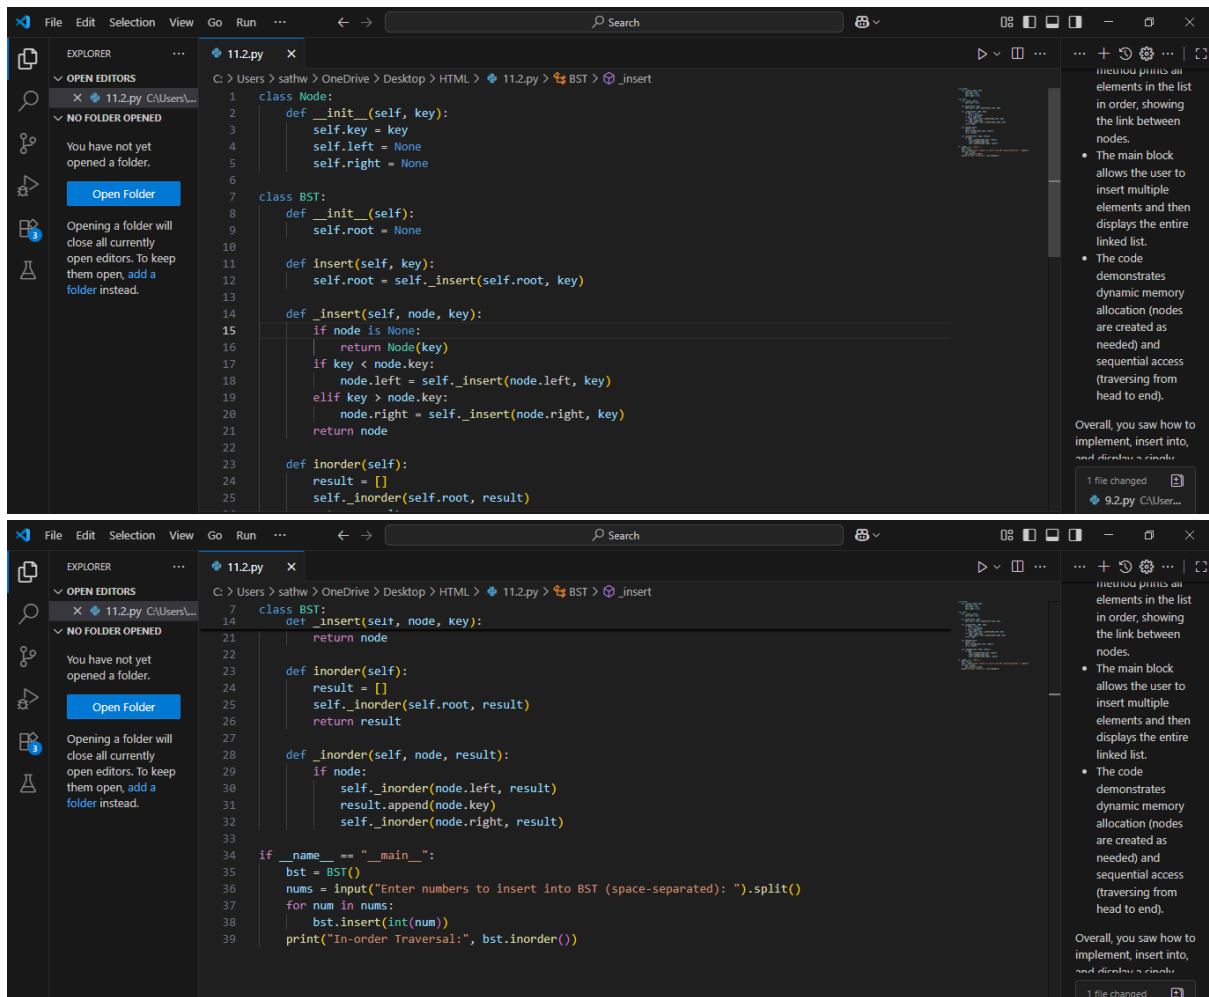 File Edit Selection View Go Run ··· Search
EXPLORER ···
OPEN EDITORS
11.2.py C:\Users\...
NO FOLDER OPENED
You have not yet
opened a folder.
Open Folder
Opening a folder will
close all currently
open editors. To keep
them open, add a
folder instead.
3
11.2.py
C: > Users > sathw > OneDrive > Desktop > HTML > 11.2.py > BST > _insert
1 class Node:
2     def __init__(self, key):
3         self.key = key
4         self.left = None
5         self.right = None
6
7 class BST:
8     def __init__(self):
9         self.root = None
10
11     def insert(self, key):
12         self.root = self._insert(self.root, key)
13
14     def _insert(self, node, key):
15         if node is None:
16             return Node(key)
17         if key < node.key:
18             node.left = self._insert(node.left, key)
19         elif key > node.key:
20             node.right = self._insert(node.right, key)
21         return node
22
23     def inorder(self):
24         result = []
25         self._inorder(self.root, result)
method prints all
elements in the list
in order, showing
the link between
nodes.
• The main block
allows the user to
insert multiple
elements and then
displays the entire
linked list.
• The code
demonstrates
dynamic memory
allocation (nodes
are created as
needed) and
sequential access
(traversing from
head to end).
Overall, you saw how to
implement, insert into,
and display a singly
1 file changed
9.2.py C:\User...
File Edit Selection View Go Run ··· Search
EXPLORER ···
OPEN EDITORS
11.2.py C:\Users\...
NO FOLDER OPENED
You have not yet
opened a folder.
Open Folder
Opening a folder will
close all currently
open editors. To keep
them open, add a
folder instead.
3
11.2.py
C: > Users > sathw > OneDrive > Desktop > HTML > 11.2.py > BST > _insert
7 class BST:
14     def _insert(self, node, key):
21         return node
22
23     def inorder(self):
24         result = []
25         self._inorder(self.root, result)
26         return result
27
28     def _inorder(self, node, result):
29         if node:
30             self._inorder(node.left, result)
31             result.append(node.key)
32             self._inorder(node.right, result)
33
34 if __name__ == "__main__":
35     bst = BST()
36     nums = input("Enter numbers to insert into BST (space-separated): ").split()
37     for num in nums:
38         bst.insert(int(num))
39     print("In-order Traversal:", bst.inorder())
method prints all
elements in the list
in order, showing
the link between
nodes.
• The main block
allows the user to
insert multiple
elements and then
displays the entire
linked list.
• The code
demonstrates
dynamic memory
allocation (nodes
are created as
needed) and
sequential access
(traversing from
head to end).
Overall, you saw how to
implement, insert into,
and display a singly
1 file changed